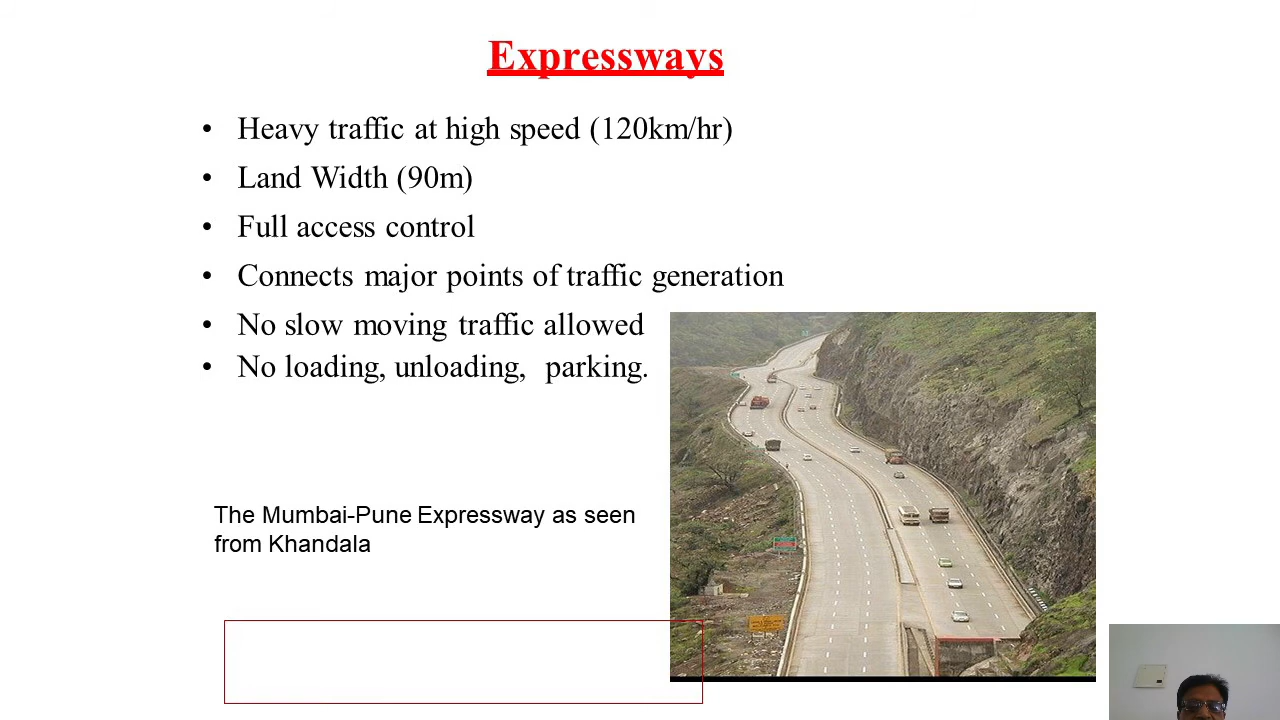 Expressways
• Heavy traffic at high speed (120km/hr)
• Land Width (90m)
• Full access control
• Connects major points of traffic generation
• No slow moving traffic allowed
• No loading, unloading, parking.
The Mumbai-Pune Expressway as seen
from Khandala